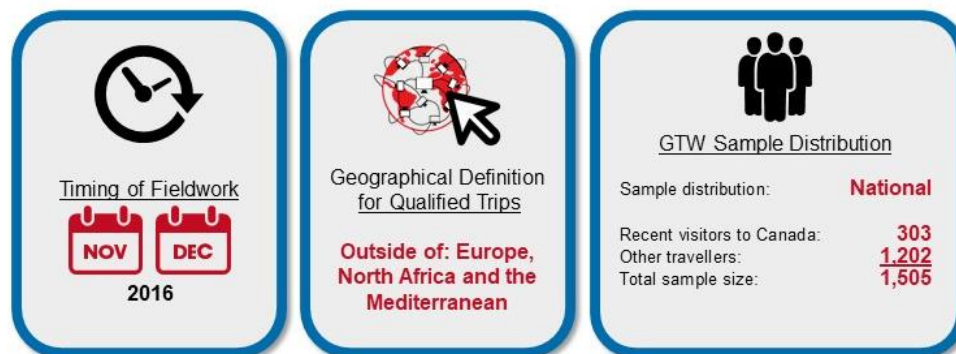 Timing of Fieldwork
NOV DEC
2016
Geographical Definition
for Qualified Trips
Outside of: Europe,
North Africa and the
Mediterranean
GTW Sample Distribution
Sample distribution: National
Recent visitors to Canada: 303
Other travellers: 1,202
Total sample size: 1,505